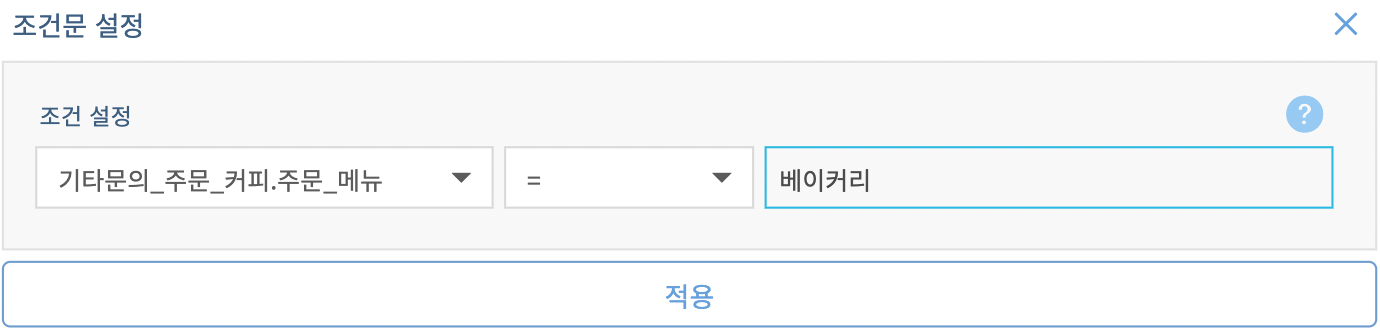 조건문 설정
조건 설정
?
기타문의_주문_커피.주문_메뉴 = 베이커리
적용